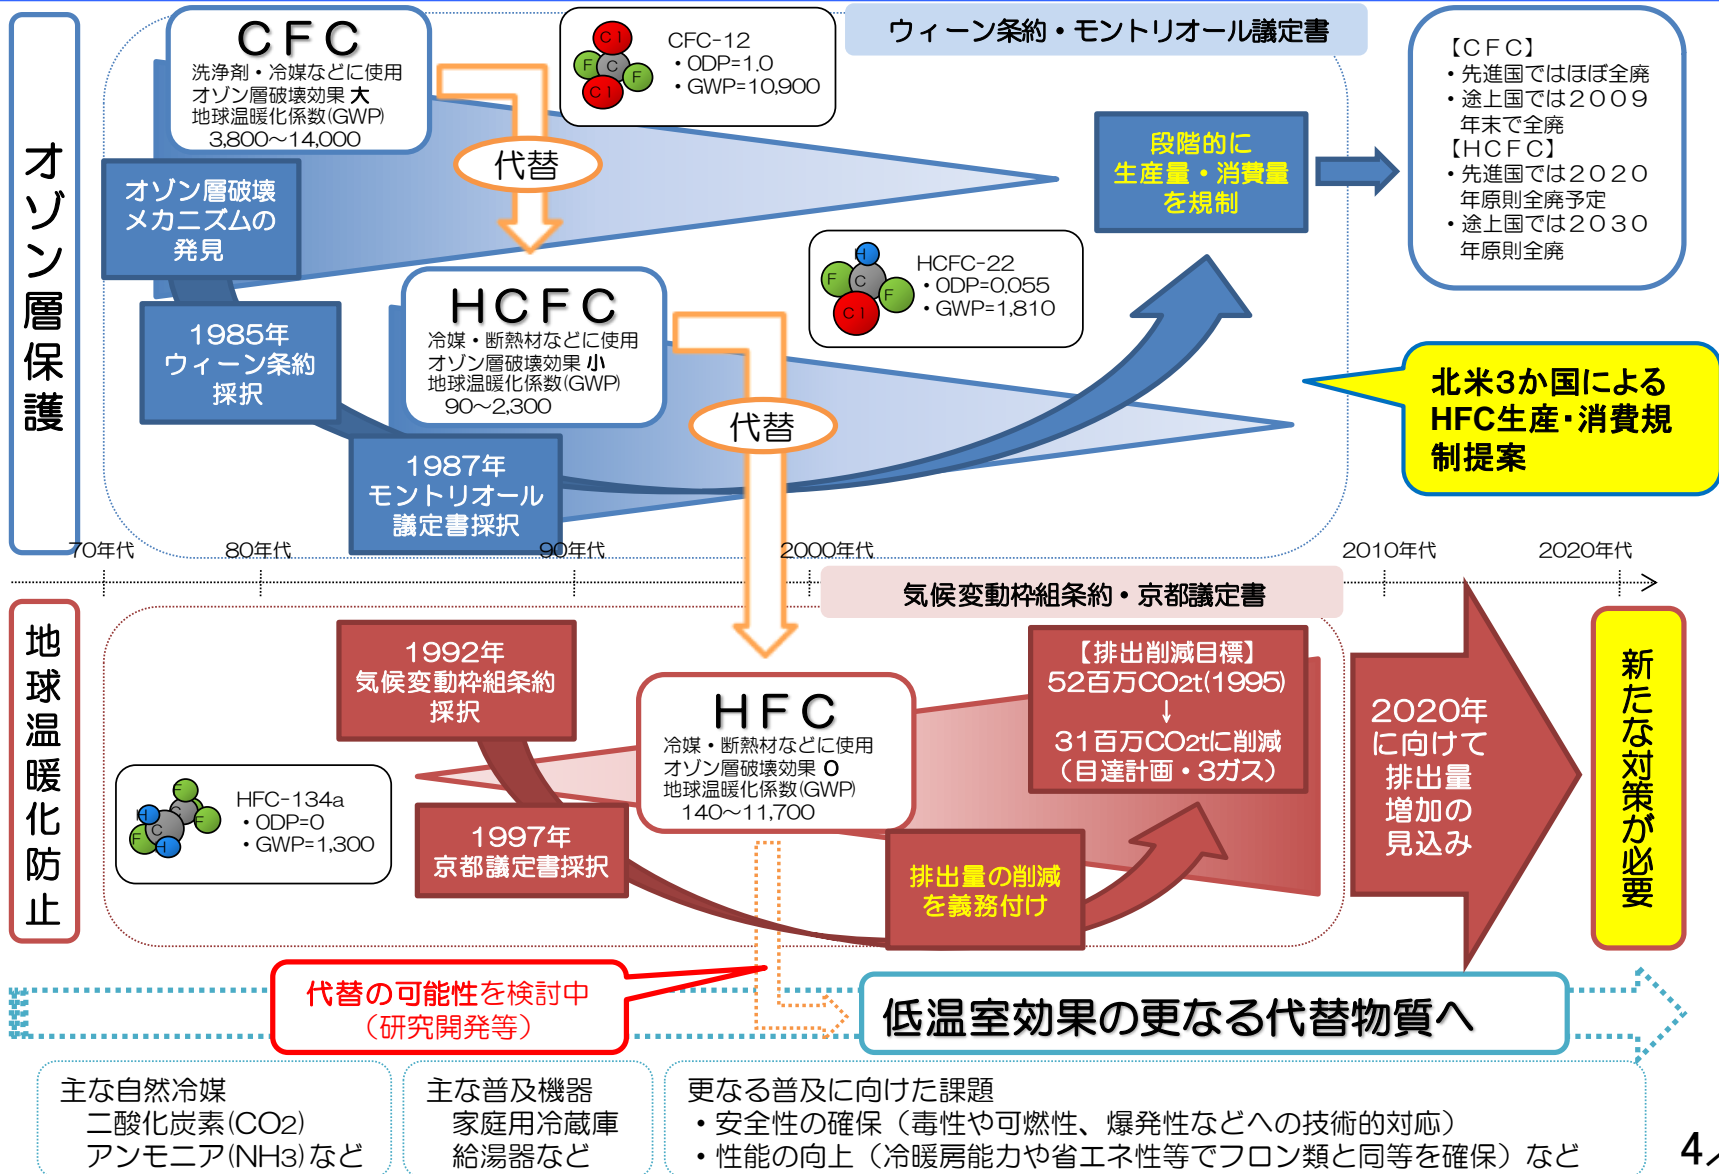 オゾン層保護
CFC
洗浄剤・冷媒などに使用
オゾン層破壊効果 大
地球温暖化係数(GWP)
3,800～14,000
Cl
F
C
F
Cl
CFC-12
・ODP=1.0
・GWP=10,900
ウィーン条約・モントリオール議定書
【CFC】
・先進国ではほぼ全廃
・途上国では2009
年末で全廃
【HCFC】
・先進国では2020
年原則全廃予定
・途上国では2030
年原則全廃
代替
段階的に
生産量・消費量
を規制
オゾン層破壊
メカニズムの
発見
HCFC
冷媒・断熱材などに使用
オゾン層破壊効果 小
地球温暖化係数(GWP)
90～2,300
H
F
C
F
Cl
HCFC-22
・ODP=0.055
・GWP=1,810
1985年
ウィーン条約
採択
代替
北米3か国による
HFC生産・消費規
制提案
1987年
モントリオール
議定書採択
70年代
80年代
90年代
2000年代
2010年代
2020年代
地球温暖化防止
気候変動枠組条約・京都議定書
1992年
気候変動枠組条約
採択
HFC
冷媒・断熱材などに使用
オゾン層破壊効果 0
地球温暖化係数(GWP)
140～11,700
【排出削減目標】
52百万CO2t(1995)
↓
31百万CO2tに削減
（目達計画・3ガス）
2020年
に向けて
排出量
増加の
見込み
新たな対策が必要
F
H
C
F
F
C
H
HFC-134a
・ODP=0
・GWP=1,300
1997年
京都議定書採択
排出量の削減
を義務付け
代替の可能性を検討中
（研究開発等）
低温室効果の更なる代替物質へ
主な自然冷媒
二酸化炭素(CO2)
アンモニア(NH3)など
主な普及機器
家庭用冷蔵庫
給湯器など
更なる普及に向けた課題
・安全性の確保（毒性や可燃性、爆発性などへの技術的対応）
・性能の向上（冷暖房能力や省エネ性等でフロン類と同等を確保）など
4